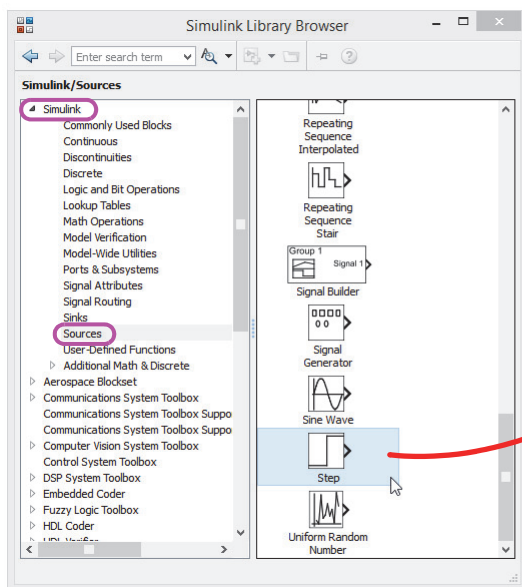 Simulink Library Browser
Enter search term
Simulink/Sources
Simulink
Commonly Used Blocks
Continuous
Discontinuities
Discrete
Logic and Bit Operations
Lookup Tables
Math Operations
Model Verification
Model-Wide Utilities
Ports & Subsystems
Signal Attributes
Signal Routing
Sinks
Sources
User-Defined Functions
Additional Math & Discrete
Aerospace Blockset
Communications System Toolbox
Communications System Toolbox Suppo
Communications System Toolbox Suppo
Computer Vision System Toolbox
Control System Toolbox
DSP System Toolbox
Embedded Coder
Fuzzy Logic Toolbox
HDL Coder
HDL Verifier
Repeating
Sequence
Interpolated
Repeating
Sequence
Stair
Group 1
Signal 1
Signal Builder
Signal
Generator
Sine Wave
Step
Uniform Random
Number